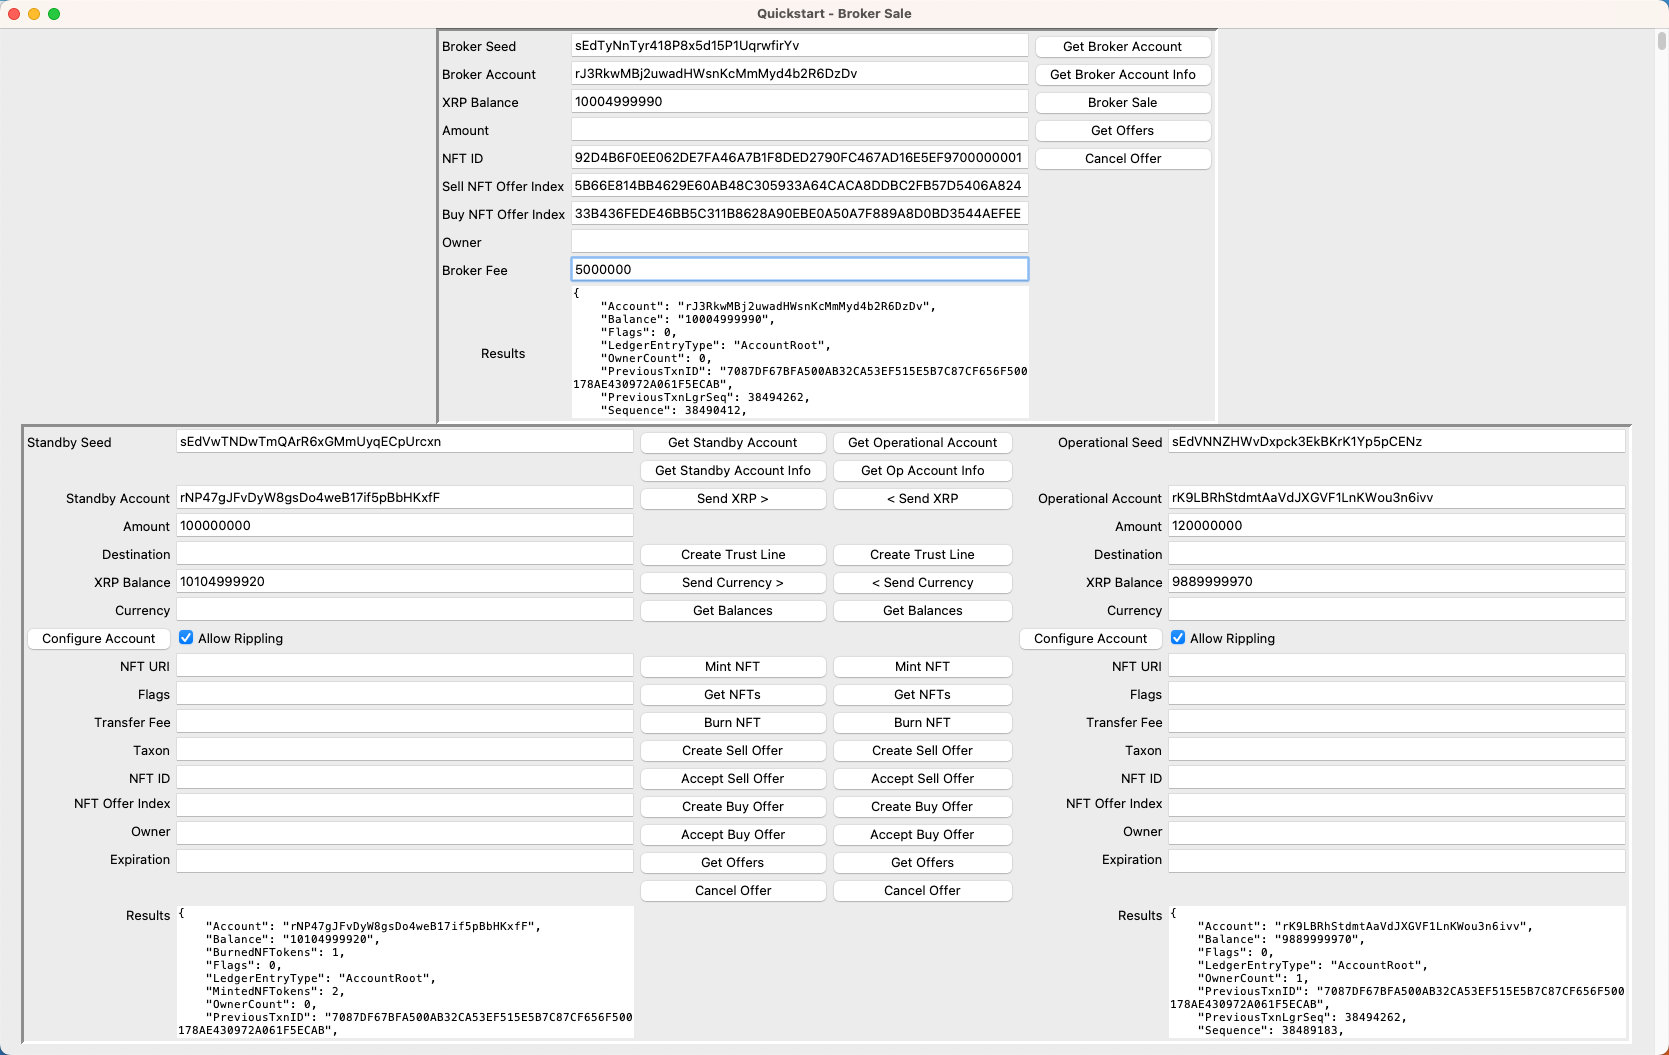 Quickstart - Broker Sale
Broker Seed sEdTyNnTyr418P8x5d15P1UqrwfirYv Get Broker Account
Broker Account rJ3RkwMBj2uwadHWsnKcMmMyd4b2R6DzDv Get Broker Account Info
XRP Balance 10004999990 Broker Sale
Amount Get Offers
NFT ID 92D4B6F0EE062DE7FA46A7B1F8DED2790FC467AD16E5EF9700000001 Cancel Offer
Sell NFT Offer Index 5B66E814BB4629E60AB48C305933A64CACA8DDBC2FB57D5406A824
Buy NFT Offer Index 33B436FEDE46BB5C311B8628A90EBE0A50A7F889A8D0BD3544AEFEE
Owner
Broker Fee 5000000
Results
{
"Account": "rJ3RkwMBj2uwadHWsnKcMmMyd4b2R6DzDv",
"Balance": "10004999990",
"Flags": 0,
"LedgerEntryType": "AccountRoot",
"OwnerCount": 0,
"PreviousTxnID": "7087DF67BFA500AB32CA53EF515E5B7C87CF656F500
178AE430972A061F5ECAB",
"PreviousTxnLgrSeq": 38494262,
"Sequence": 38490412,
Standby Seed sEdVwTNDwTmQArR6xGMmUyqECpUrcxn Get Standby Account Get Operational Account Operational Seed sEdVNNZHWvDxpck3EkBKrK1Yp5pCENz
Get Standby Account Info Get Op Account Info
Standby Account rNP47gJFvDyW8gsDo4weB17if5pBbHKxfF Send XRP > < Send XRP Operational Account rK9LBRhStdmtAaVdJXGVF1LnKWou3n6ivv
Amount 100000000 Amount 120000000
Destination Create Trust Line Create Trust Line Destination
XRP Balance 10104999920 Send Currency > < Send Currency XRP Balance 9889999970
Currency Get Balances Get Balances Currency
Configure Account Allow Rippling Configure Account Allow Rippling
NFT URI Mint NFT Mint NFT NFT URI
Flags Get NFTs Get NFTs Flags
Transfer Fee Burn NFT Burn NFT Transfer Fee
Taxon Create Sell Offer Create Sell Offer Taxon
NFT ID Accept Sell Offer Accept Sell Offer NFT ID
NFT Offer Index Create Buy Offer Create Buy Offer NFT Offer Index
Owner Accept Buy Offer Accept Buy Offer Owner
Expiration Get Offers Get Offers Expiration
Cancel Offer Cancel Offer
Results
{
"Account": "rNP47gJFvDyW8gsDo4weB17if5pBbHKxfF",
"Balance": "10104999920",
"BurnedNFTokens": 1,
"Flags": 0,
"LedgerEntryType": "AccountRoot",
"MintedNFTokens": 2,
"OwnerCount": 0,
"PreviousTxnID": "7087DF67BFA500AB32CA53EF515E5B7C87CF656F500
178AE430972A061F5ECAB",
Results
{
"Account": "rK9LBRhStdmtAaVdJXGVF1LnKWou3n6ivv",
"Balance": "9889999970",
"Flags": 0,
"LedgerEntryType": "AccountRoot",
"OwnerCount": 1,
"PreviousTxnID": "7087DF67BFA500AB32CA53EF515E5B7C87CF656F500
178AE430972A061F5ECAB",
"PreviousTxnLgrSeq": 38494262,
"Sequence": 38489183,